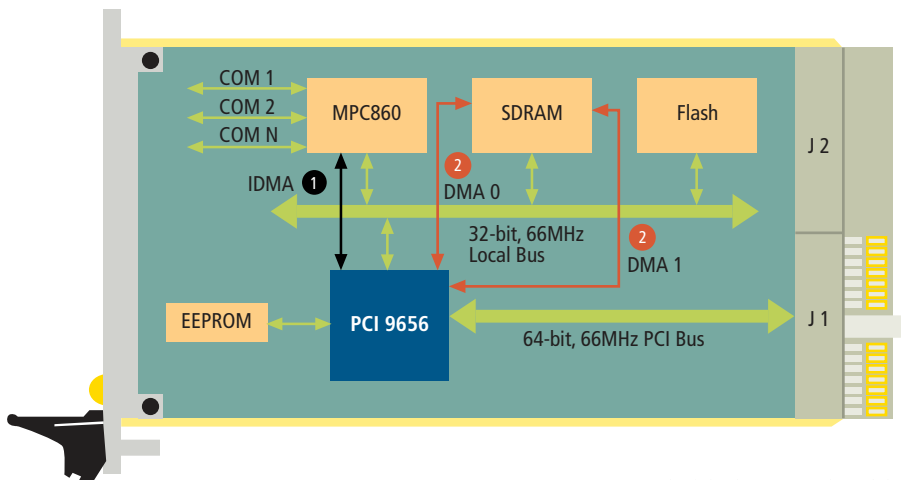 COM 1
COM 2
COM N
MPC860
SDRAM
Flash
J 2
IDMA 1
2
DMA 0
32-bit, 66MHz
Local Bus
2
DMA 1
EEPROM
PCI 9656
64-bit, 66MHz PCI Bus
J 1